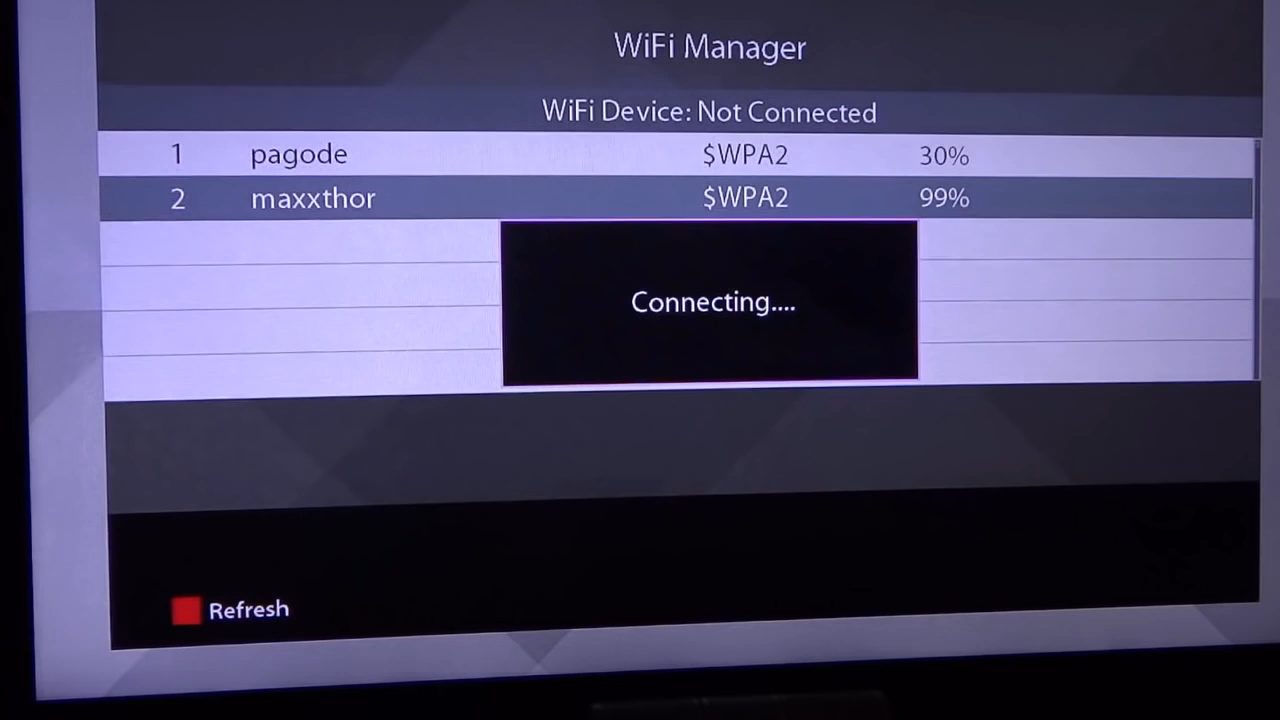 WiFi Manager
WiFi Device: Not Connected
1 pagode $WPA2 30%
2 maxxthor $WPA2 99%
Connecting....
Refresh